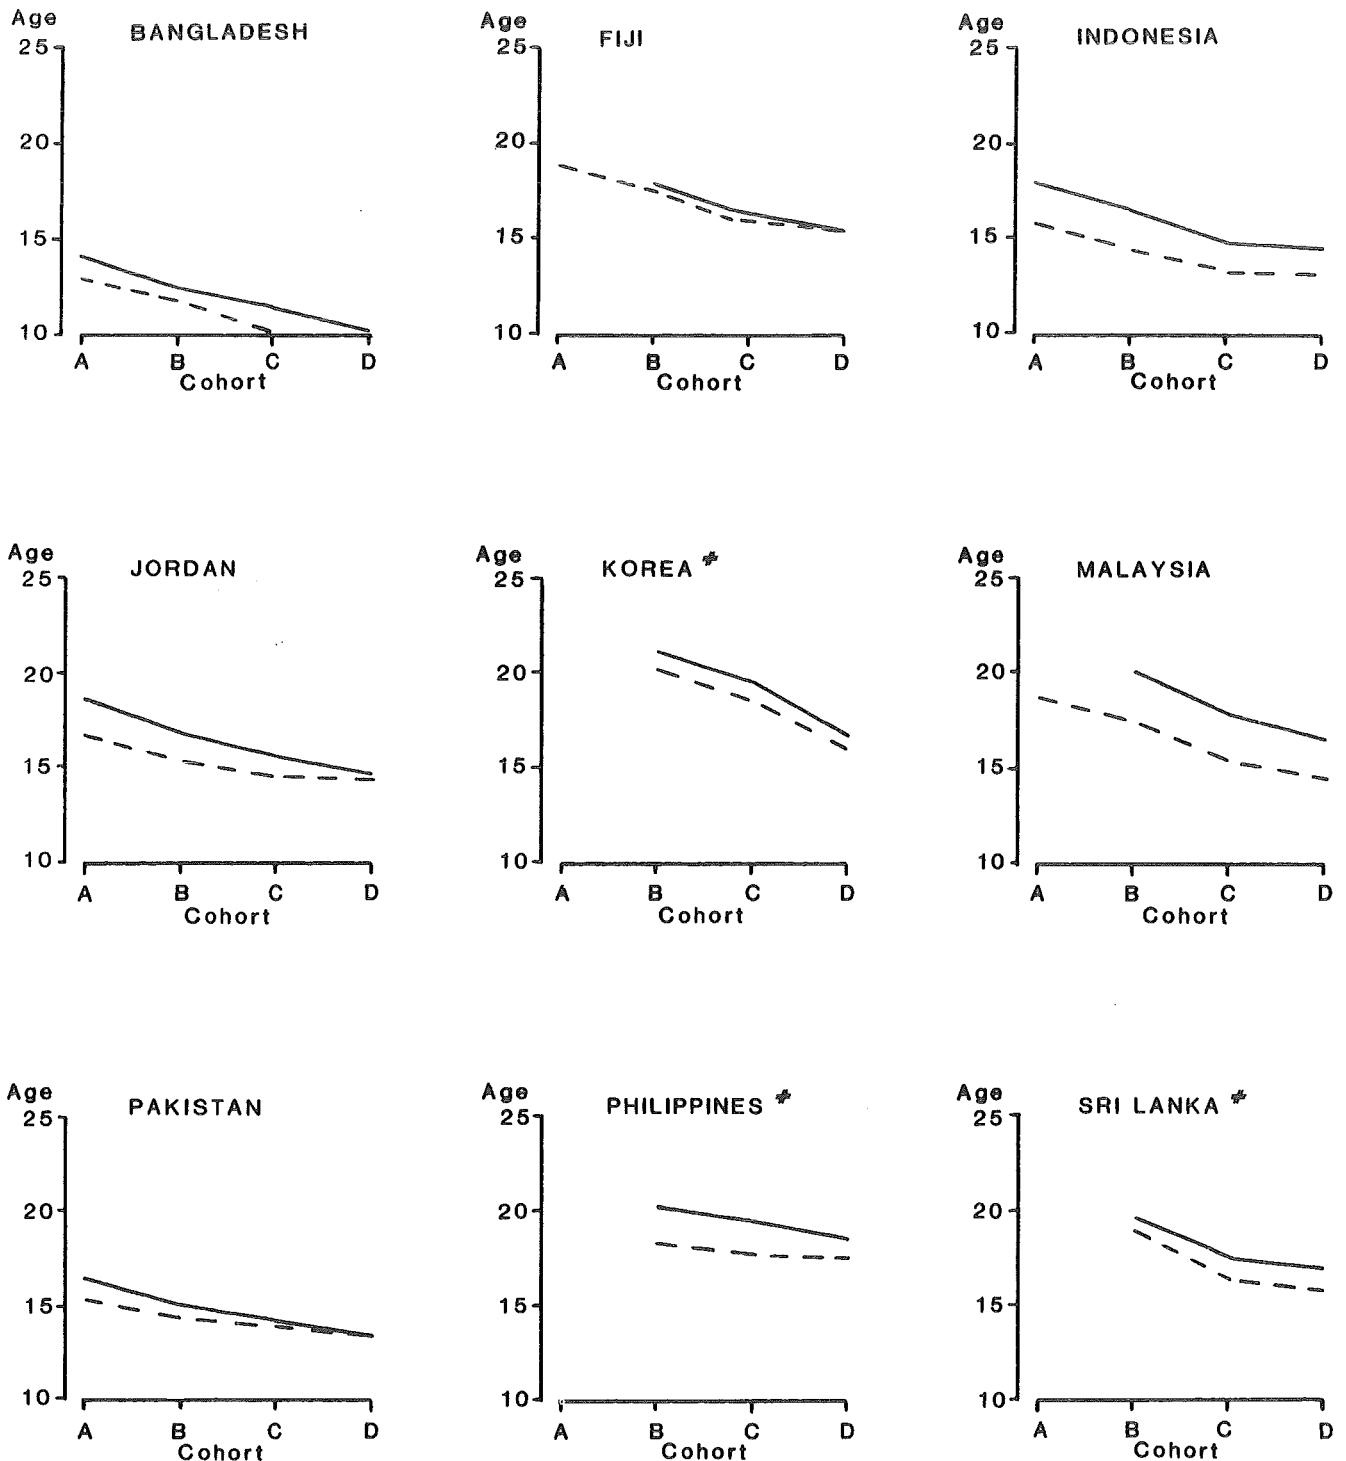 Age BANGLADESH
25
20
15
10
A B C D
Cohort
Age FIJI
25
20
15
10
A B C D
Cohort
Age INDONESIA
25
20
15
10
A B C D
Cohort
Age JORDAN
25
20
15
10
A B C D
Cohort
Age KOREA #
25
20
15
10
A B C D
Cohort
Age MALAYSIA
25
20
15
10
A B C D
Cohort
Age PAKISTAN
25
20
15
10
A B C D
Cohort
Age PHILIPPINES #
25
20
15
10
A B C D
Cohort
Age SRI LANKA #
25
20
15
10
A B C D
Cohort